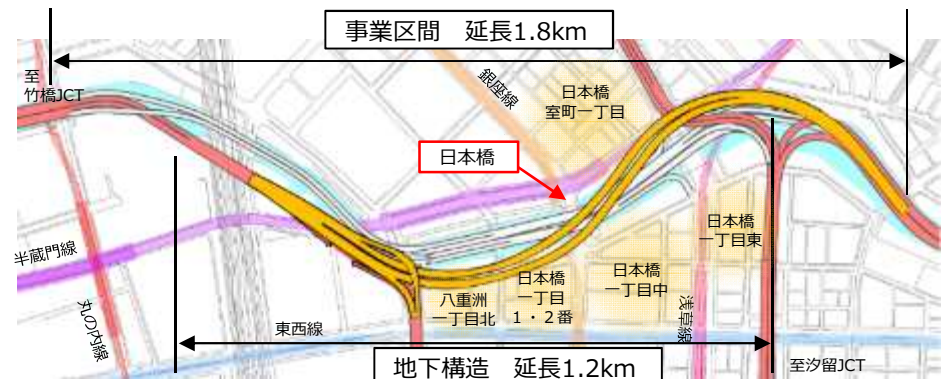 事業区間　延長1.8km
至
竹橋JCT
銀座線
日本橋
室町一丁目
日本橋
日本橋
一丁目東
半蔵門線
丸の内線
八重洲
一丁目北
日本橋
一丁目
１・２番
日本橋
一丁目中
浅草線
東西線
地下構造　延長1.2km
至汐留JCT